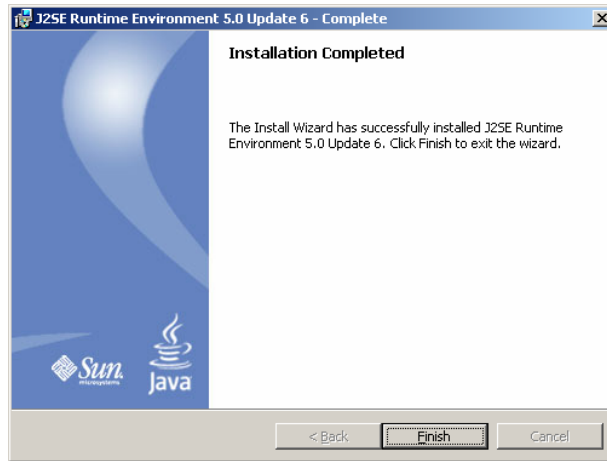 J2SE Runtime Environment 5.0 Update 6 - Complete
Installation Completed
The Install Wizard has successfully installed J2SE Runtime
Environment 5.0 Update 6. Click Finish to exit the wizard.
Sun
microsystems
Java
< Back
Finish
Cancel